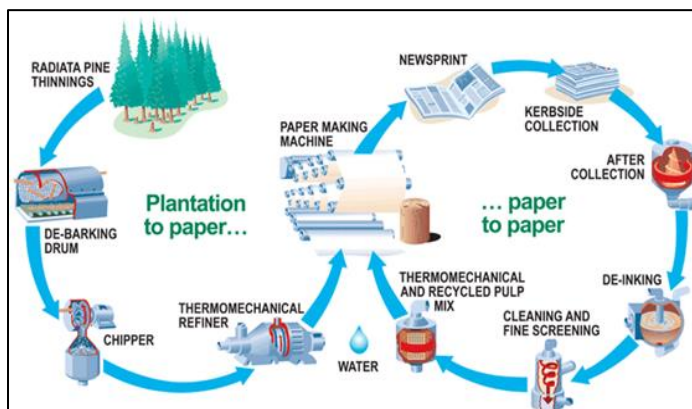 RADIATA PINE
THINNINGS
DE-BARKING
DRUM
CHIPPER
THERMOMECHANICAL
REFINER
Plantation
to paper...
PAPER MAKING
MACHINE
WATER
NEWSPRINT
KERBSIDE
COLLECTION
AFTER
COLLECTION
... paper
to paper
DE-INKING
CLEANING AND
FINE SCREENING
THERMOMECHANICAL
AND RECYCLED PULP
MIX